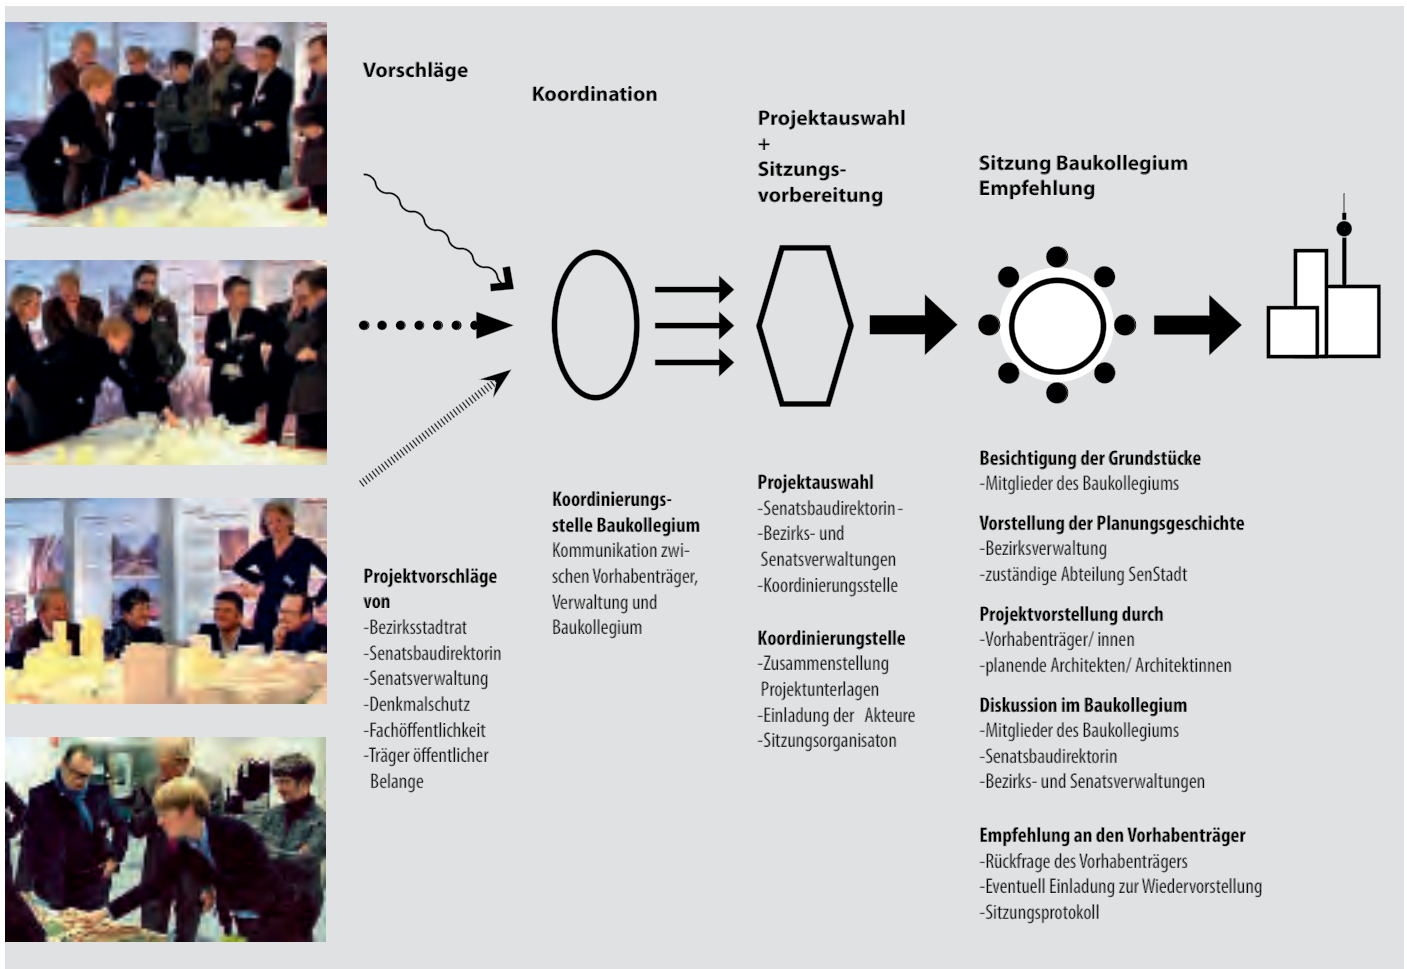 Vorschläge
Koordination
Projektauswahl
+
Sitzungs-
vorbereitung
Sitzung Baukollegium
Empfehlung
Projektvorschläge
von
-Bezirksstadtrat
-Senatsbaudirektorin
-Senatsverwaltung
-Denkmalschutz
-Fachöffentlichkeit
-Träger öffentlicher
Belange
Koordinierungs-
stelle Baukollegium
Kommunikation zwi-
schen Vorhabenträger,
Verwaltung und
Baukollegium
Projektauswahl
-Senatsbaudirektorin-
-Bezirks- und
Senatsverwaltungen
-Koordinierungsstelle
Koordinierungstelle
-Zusammenstellung
Projektunterlagen
-Einladung der Akteure
-Sitzungsorganisaton
Besichtigung der Grundstücke
-Mitglieder des Baukollegiums
Vorstellung der Planungsgeschichte
-Bezirksverwaltung
-zuständige Abteilung SenStadt
Projektvorstellung durch
-Vorhabenträger/ innen
-planende Architekten/ Architektinnen
Diskussion im Baukollegium
-Mitglieder des Baukollegiums
-Senatsbaudirektorin
-Bezirks- und Senatsverwaltungen
Empfehlung an den Vorhabenträger
-Rückfrage des Vorhabenträgers
-Eventuell Einladung zur Wiedervorstellung
-Sitzungsprotokoll